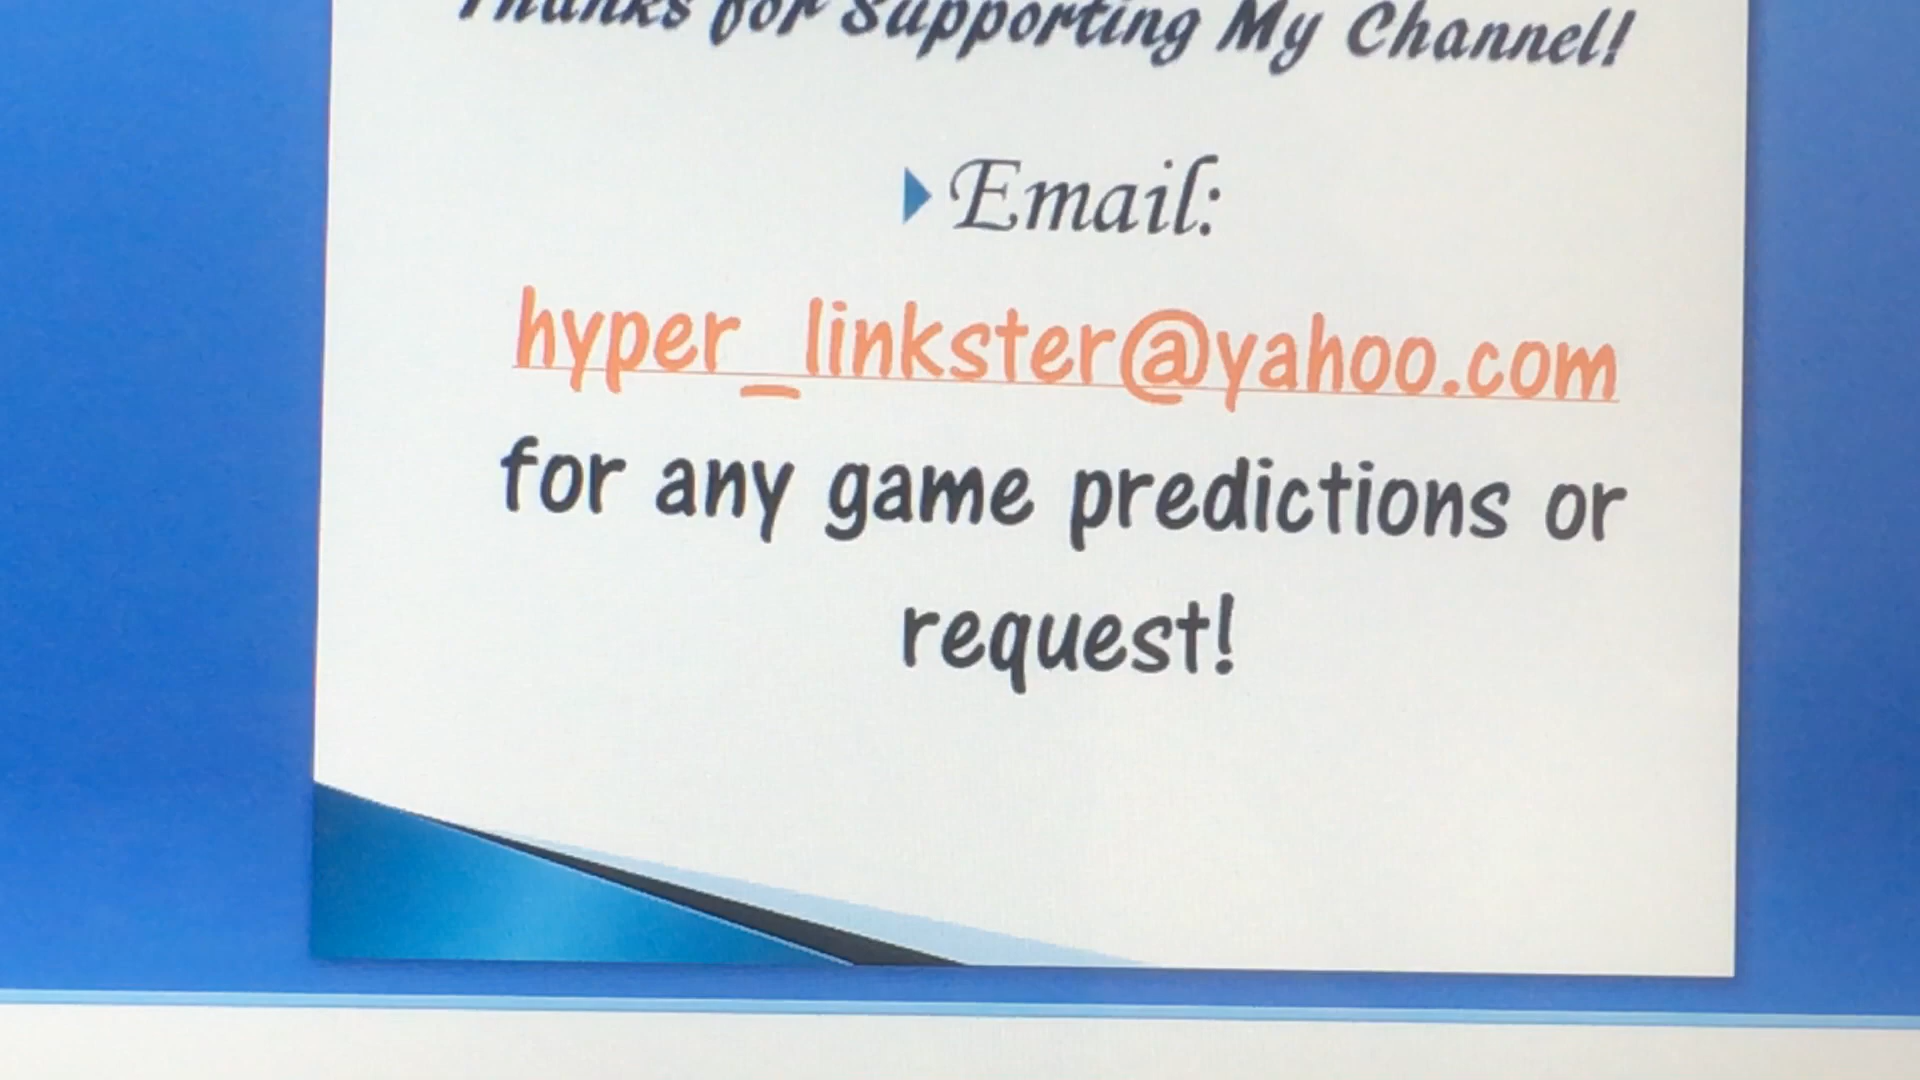 Thanks for Supporting My Channel!
Email:
hyper_linkster@yahoo.com
for any game predictions or
request!